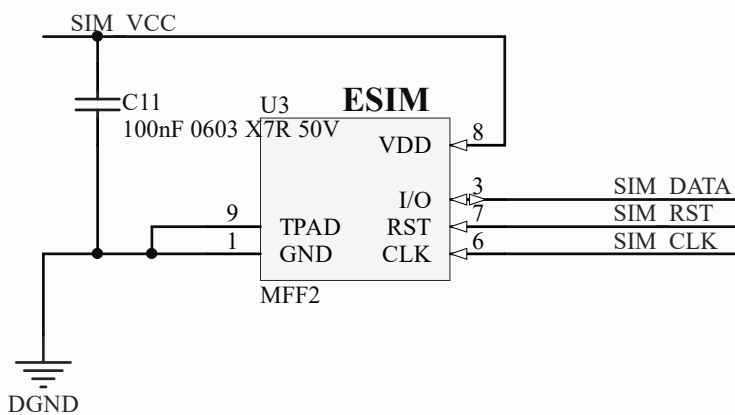 SIM_VCC
C11
100nF 0603 X7R 50V
U3
ESIM
VDD
8
I/O
3
SIM_DATA
9
TPAD
RST
7
SIM_RST
1
GND
CLK
6
SIM_CLK
MFF2
DGND